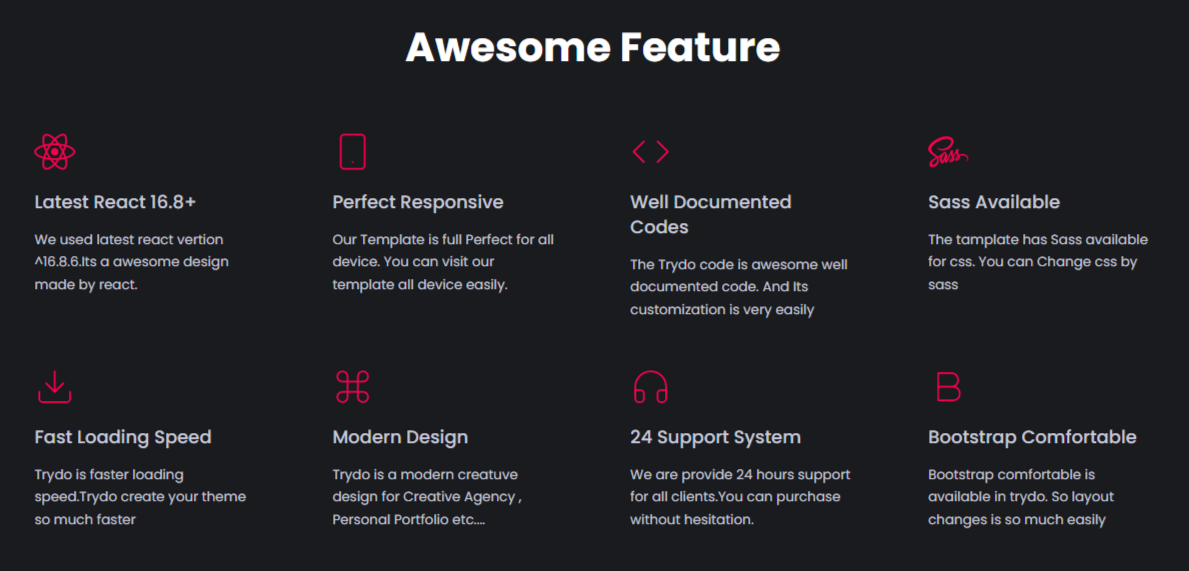 Awesome Feature
Sass
Latest React 16.8+
We used latest react vertion
^16.8.6.Its a awesome design
made by react.
Perfect Responsive
Our Template is full Perfect for all
device. You can visit our
template all device easily.
Well Documented
Codes
The Trydo code is awesome well
documented code. And Its
customization is very easily
Sass Available
The tamplate has Sass available
for css. You can Change css by
sass
B
Fast Loading Speed
Trydo is faster loading
speed.Trydo create your theme
so much faster
Modern Design
Trydo is a modern creatuve
design for Creative Agency ,
Personal Portfolio etc....
24 Support System
We are provide 24 hours support
for all clients.You can purchase
without hesitation.
Bootstrap Comfortable
Bootstrap comfortable is
available in trydo. So layout
changes is so much easily